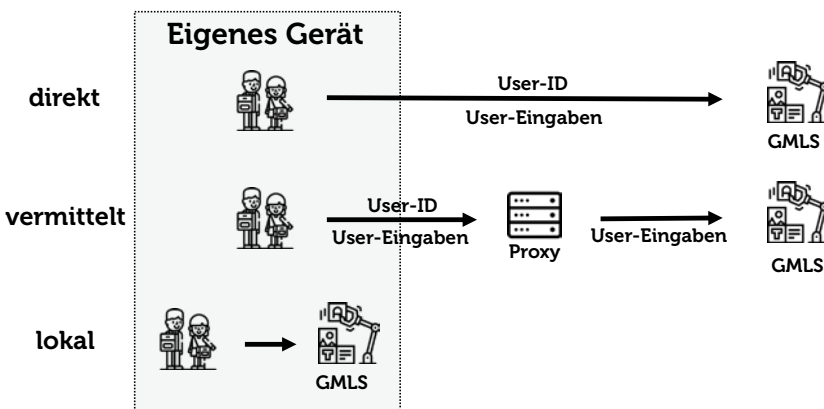 Eigenes Gerät
direkt
User-ID
User-Eingaben
GMLS
vermittelt
User-ID
User-Eingaben
Proxy
User-Eingaben
GMLS
lokal
GMLS